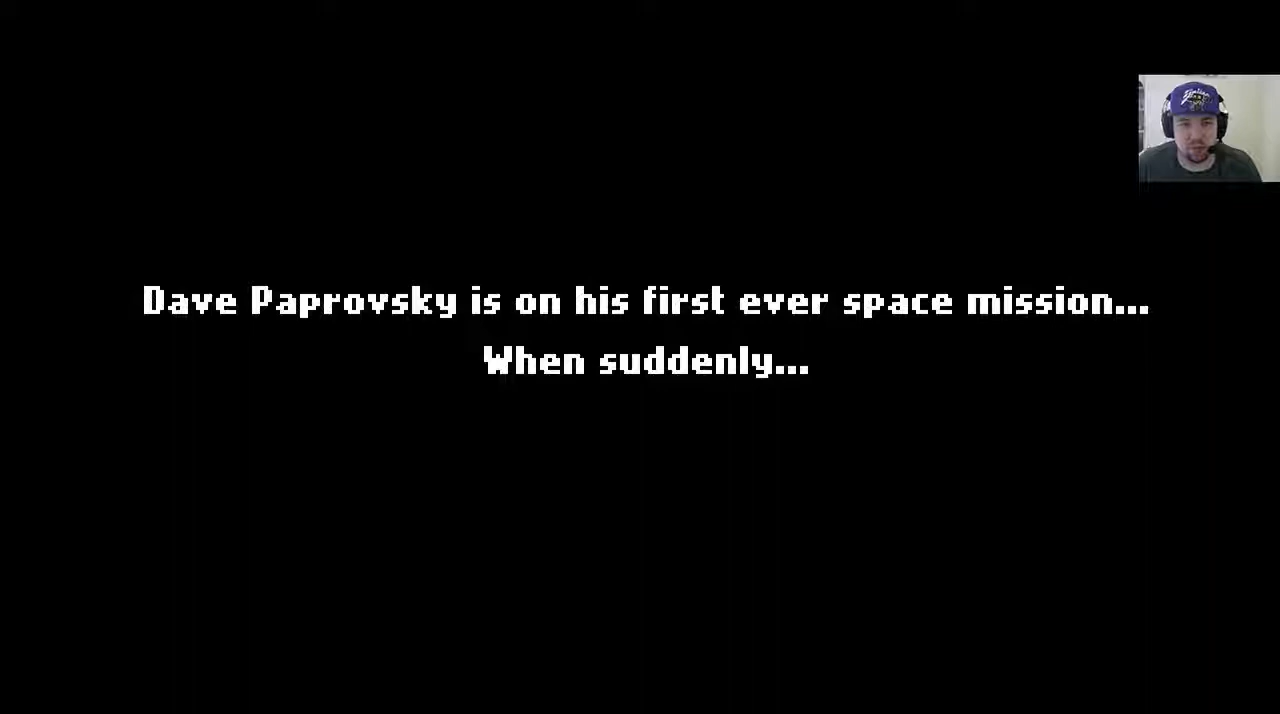 Dave Paprovsky is on his first ever space mission...
When suddenly...